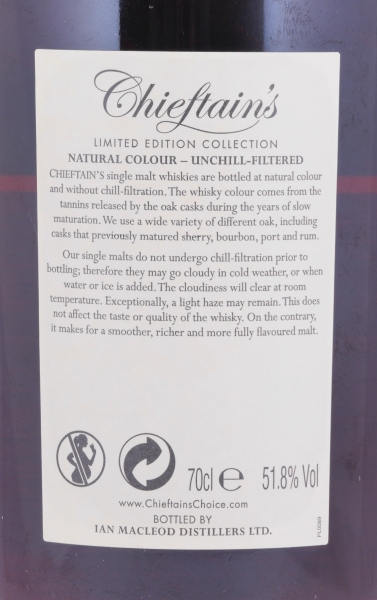 Chieftain's
LIMITED EDITION COLLECTION
NATURAL COLOUR – UNCHILL-FILTERED
CHIEFTAIN'S single malt whiskies are bottled at natural colour
and without chill-filtration. The whisky colour comes from the
tannins released by the oak casks during the years of slow
maturation. We use a wide variety of different oak, including
casks that previously matured sherry, bourbon, port and rum.
Our single malts do not undergo chill-filtration prior to
bottling; therefore they may go cloudy in cold weather, or when
water or ice is added. The cloudiness will clear at room
temperature. Exceptionally, a light haze may remain. This does
not affect the taste or quality of the whisky. On the contrary,
it makes for a smoother, richer and more fully flavoured malt.
70cl e 51.8% Vol
www.ChieftainsChoice.com
BOTTLED BY
IAN MACLEOD DISTILLERS LTD.
PL0069